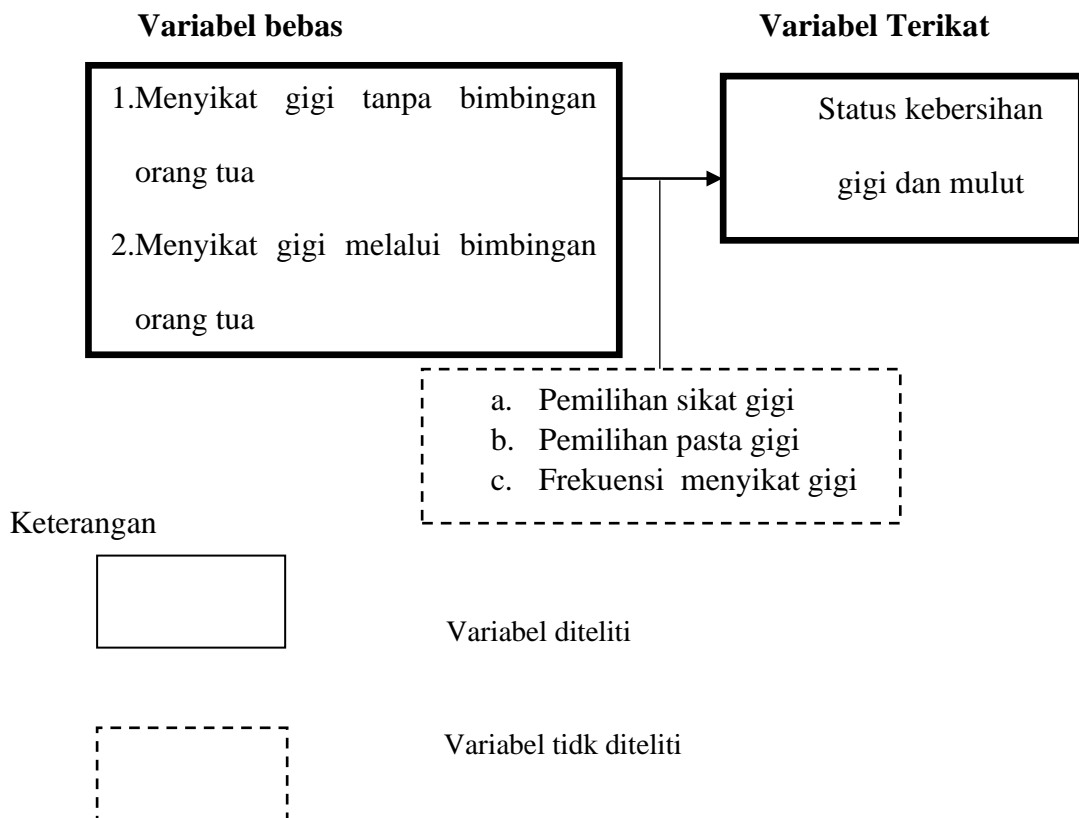 Variabel bebas
Variabel Terikat
1.Menyikat gigi tanpa bimbingan
orang tua
2.Menyikat gigi melalui bimbingan
orang tua
Status kebersihan
gigi dan mulut
a. Pemilihan sikat gigi
b. Pemilihan pasta gigi
c. Frekuensi menyikat gigi
Keterangan
Variabel diteliti
Variabel tidk diteliti